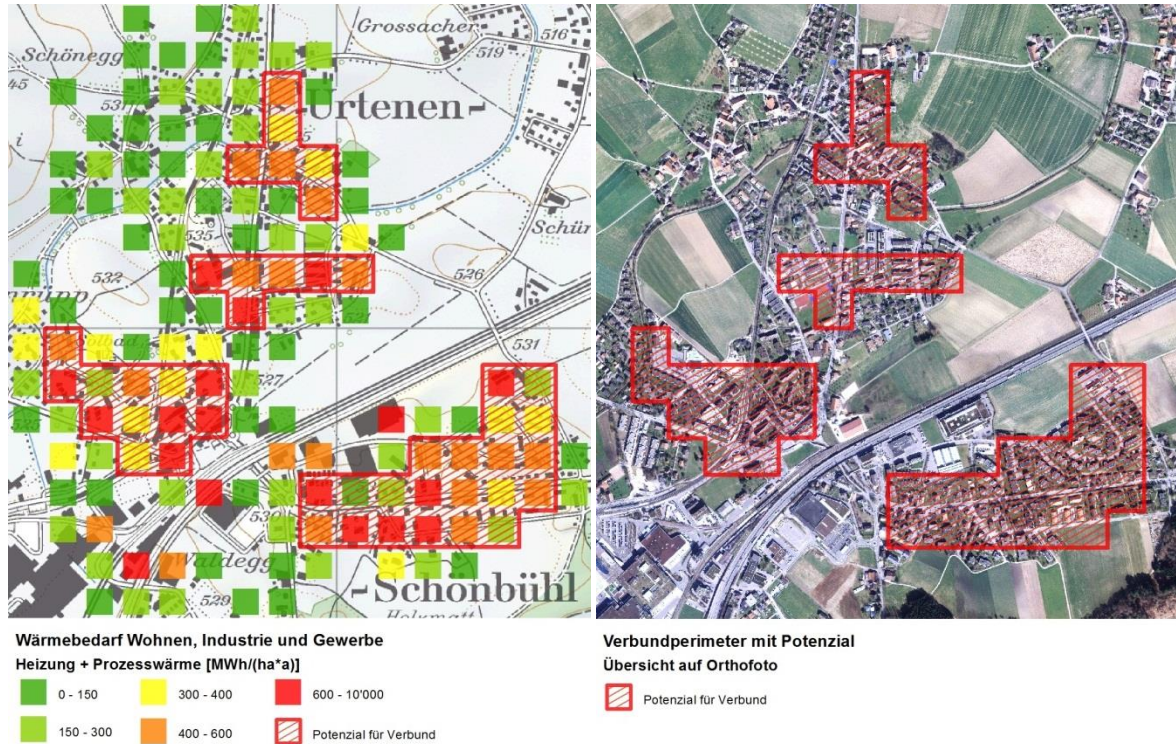 Schönegg
Grossacher
516
519
531
Urtenen-
535
Schür
532
526
531
527
525
530
Waldegg
529
-Schönbühl
Holzmatt
Wärmebedarf Wohnen, Industrie und Gewerbe
Heizung + Prozesswärme [MWh/(ha*a)]
0 - 150
300 - 400
600 - 10'000
150 - 300
400 - 600
Potenzial für Verbund
Verbundperimeter mit Potenzial
Übersicht auf Orthofoto
Potenzial für Verbund